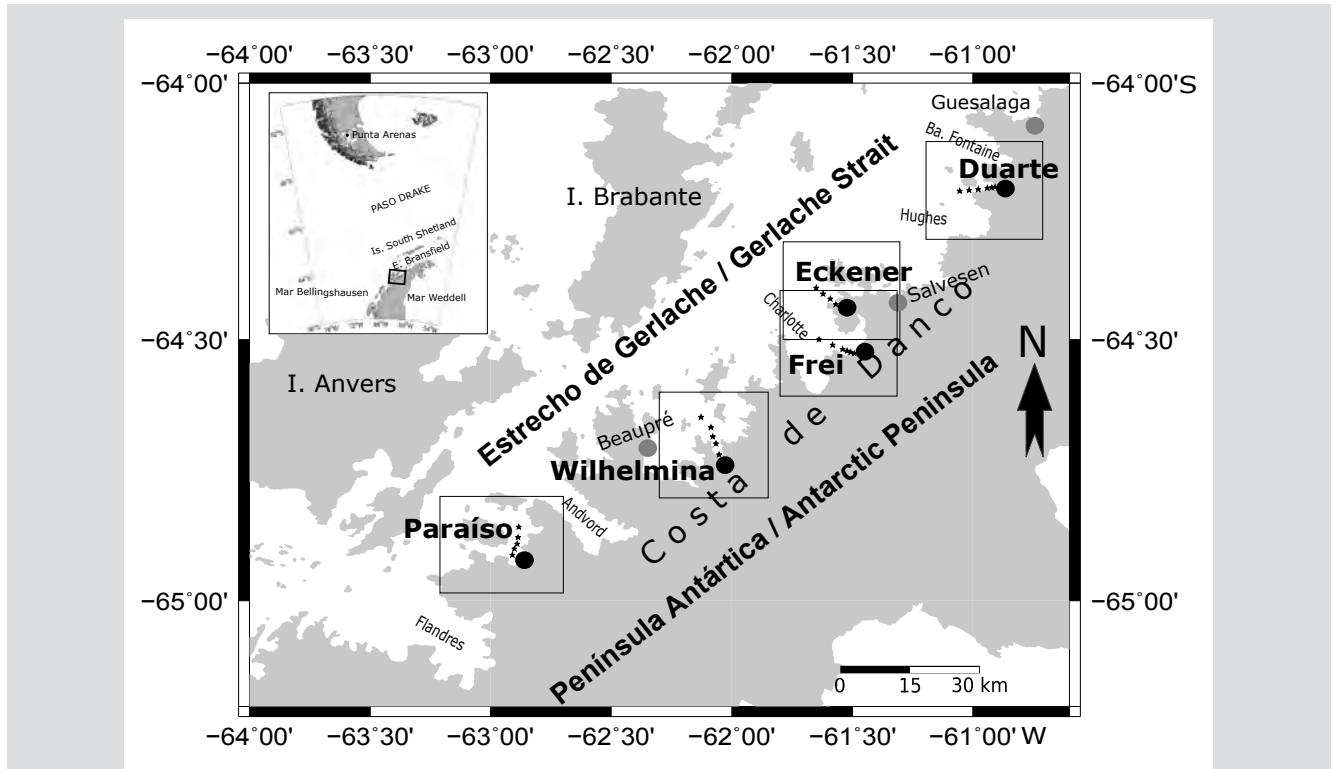 −64˚00' −63˚30' −63˚00' −62˚30' −62˚00' −61˚30' −61˚00'
−64˚00' −64˚00'S
Guesalaga
Punta Arenas
Ba. Fontaine
Duarte
PASO DRAKE
I. Brabante
Hughes
Is. South Shetland
E. Bransfield
Mar Bellingshausen
Mar Weddell
Estrecho de Gerlache / Gerlache Strait
Eckener
Salvesen
Charlotte
−64˚30' −64˚30'
N
Frei
I. Anvers
Costa de Danco
Beaupré
Wilhelmina
Península Antártica / Antarctic Peninsula
Andvord
Paraíso
−65˚00' −65˚00'
Flandres
0 15 30 km
−64˚00' −63˚30' −63˚00' −62˚30' −62˚00' −61˚30' −61˚00' W